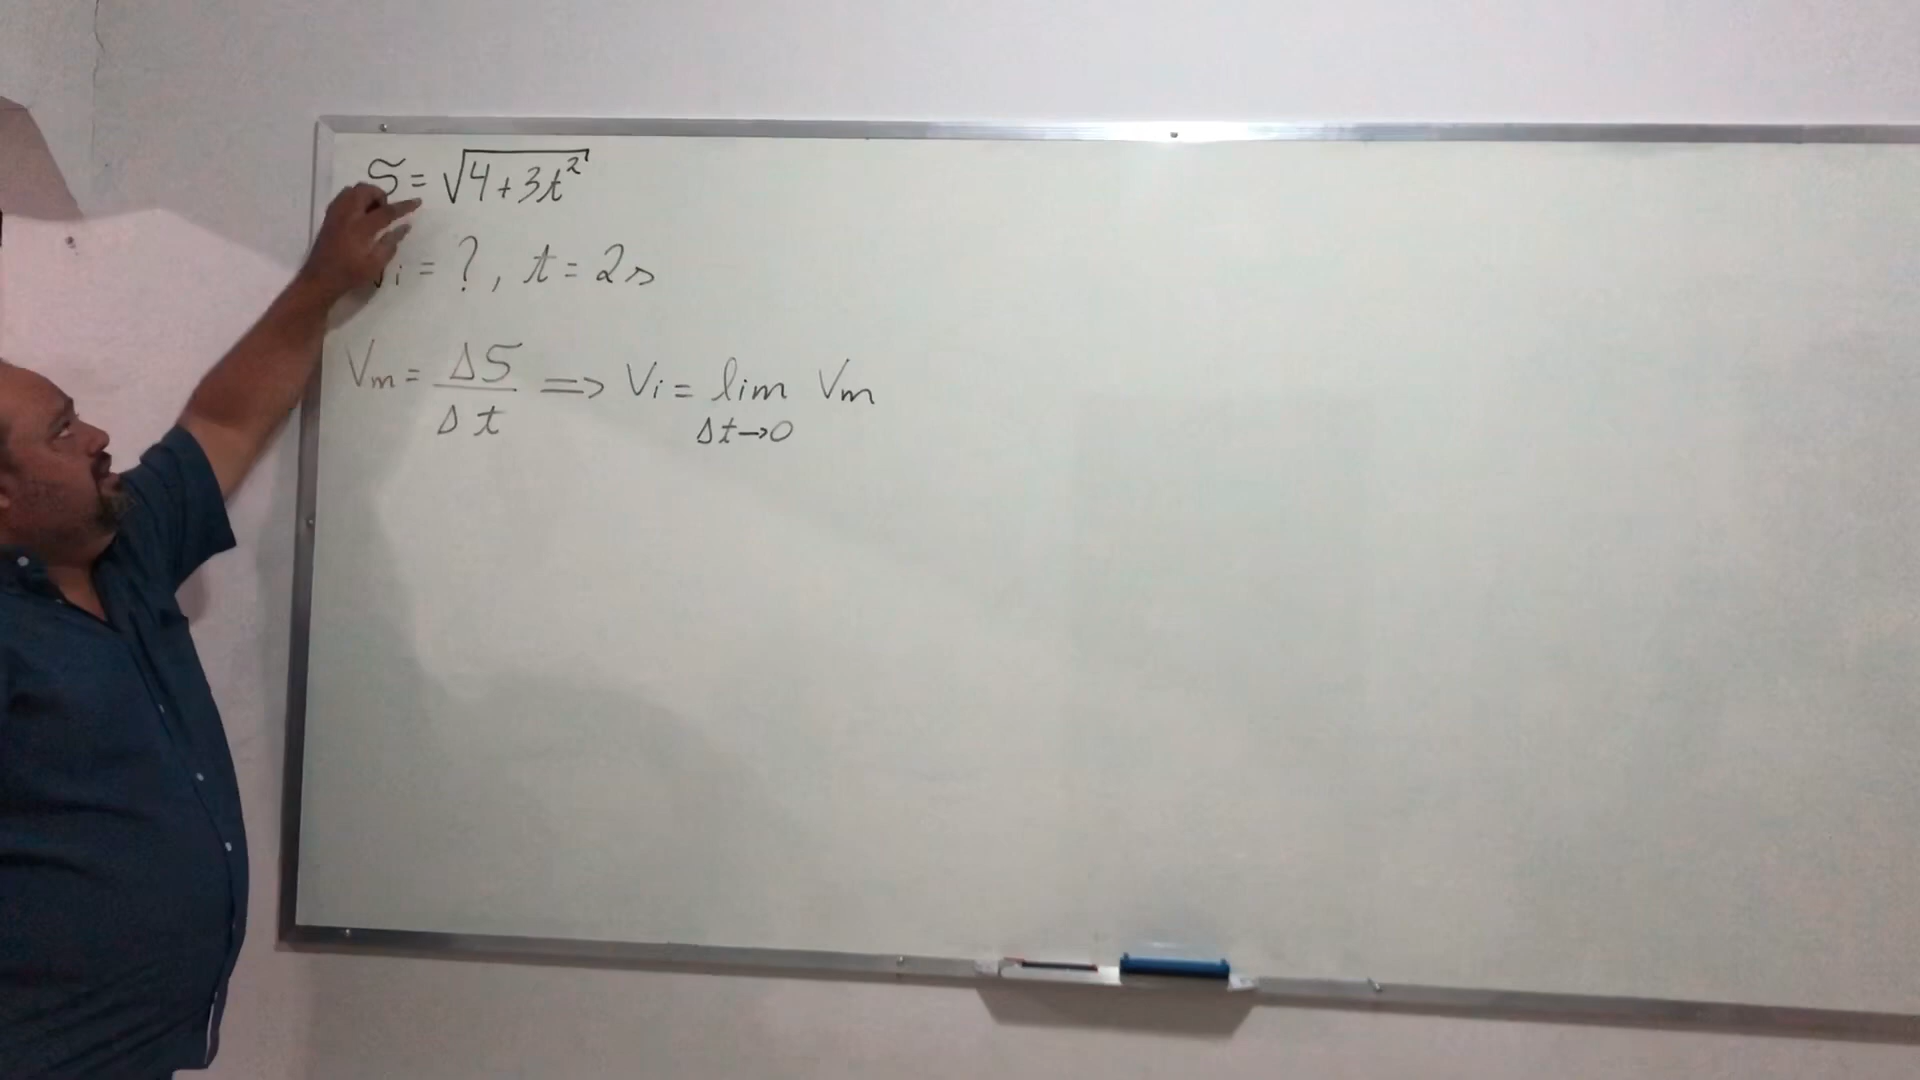 S = √4+3t²
Vi = ?, t = 2s
Vm = ΔS/Δt => Vi = lim Δt→0 Vm